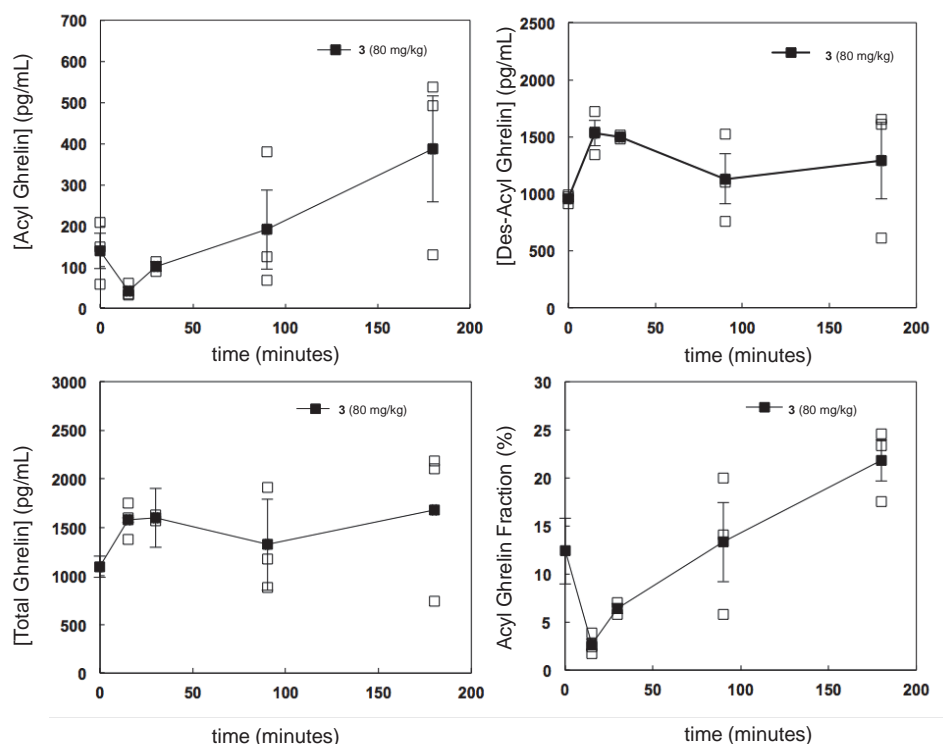 [Acyl Ghrelin] (pg/mL)
700
600
500
400
300
200
100
0
3 (80 mg/kg)
0 50 100 150 200
time (minutes)
[Des-Acyl Ghrelin] (pg/mL)
2500
2000
1500
1000
500
0
3 (80 mg/kg)
0 50 100 150 200
time (minutes)
[Total Ghrelin] (pg/mL)
3000
2500
2000
1500
1000
500
0
3 (80 mg/kg)
0 50 100 150 200
time (minutes)
Acyl Ghrelin Fraction (%)
30
25
20
15
10
5
0
3 (80 mg/kg)
0 50 100 150 200
time (minutes)